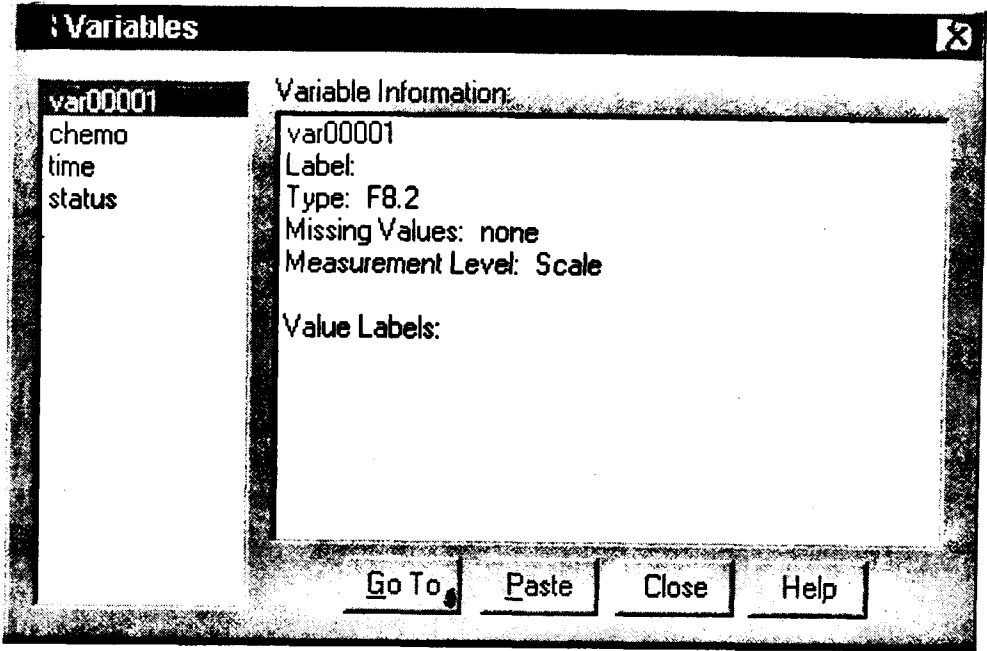 Variables
var00001
chemo
time
status
Variable Information:
var00001
Label:
Type: F8.2
Missing Values: none
Measurement Level: Scale
Value Labels:
Go To
Paste
Close
Help